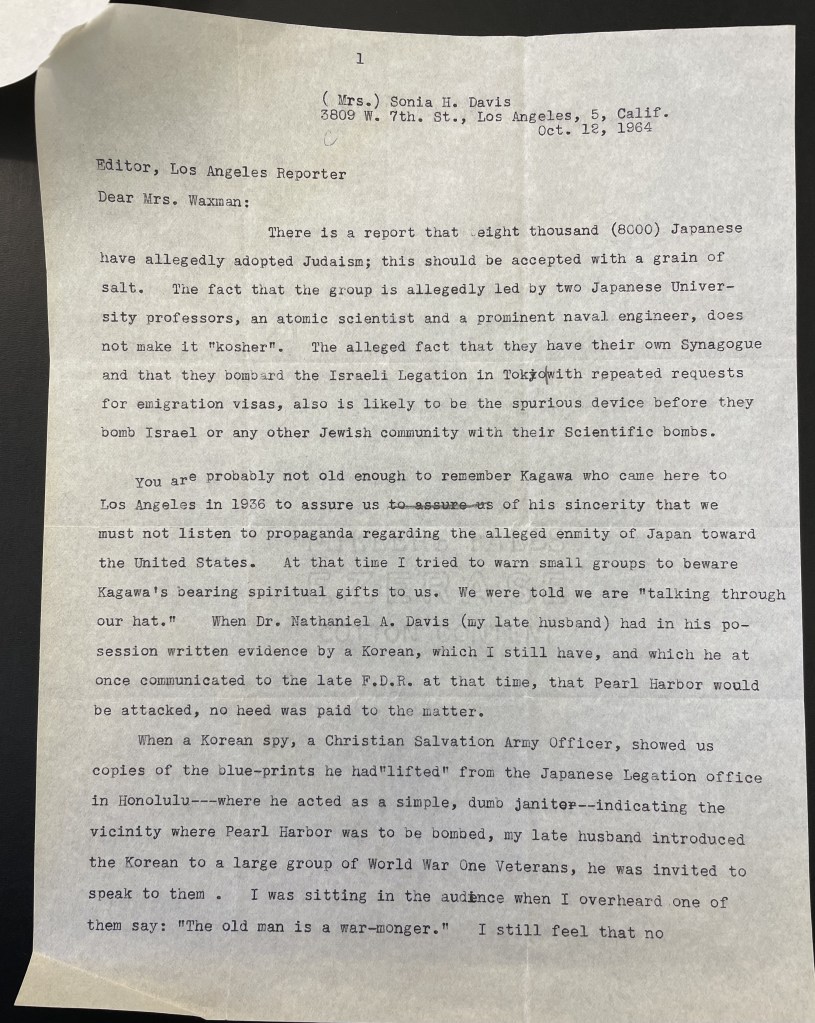 1
( Mrs.) Sonia H. Davis
3809 W. 7th. St., Los Angeles, 5, Calif.
Oct. 12, 1964
Editor, Los Angeles Reporter
Dear Mrs. Waxman:
There is a report that eight thousand (8000) Japanese
have allegedly adopted Judaism; this should be accepted with a grain of
salt. The fact that the group is allegedly led by two Japanese Univer-
sity professors, an atomic scientist and a prominent naval engineer, does
not make it "kosher". The alleged fact that they have their own Synagogue
and that they bombard the Israeli Legation in Tokyo|with repeated requests
for emigration visas, also is likely to be the spurious device before they
bomb Israel or any other Jewish community with their Scientific bombs.
You are probably not old enough to remember Kagawa who came here to
Los Angeles in 1936 to assure us to assure us of his sincerity that we
must not listen to propaganda regarding the alleged enmity of Japan toward
the United States. At that time I tried to warn small groups to beware
Kagawa's bearing spiritual gifts to us. We were told we are "talking through
our hat." When Dr. Nathaniel A. Davis (my late husband) had in his po-
session written evidence by a Korean, which I still have, and which he at
once communicated to the late F.D.R. at that time, that Pearl Harbor would
be attacked, no heed was paid to the matter.
When a Korean spy, a Christian Salvation Army Officer, showed us
copies of the blue-prints he had"lifted" from the Japanese Legation office
in Honolulu---where he acted as a simple, dumb janitor--indicating the
vicinity where Pearl Harbor was to be bombed, my late husband introduced
the Korean to a large group of World War One Veterans, he was invited to
speak to them . I was sitting in the audience when I overheard one of
them say: "The old man is a war-monger." I still feel that no